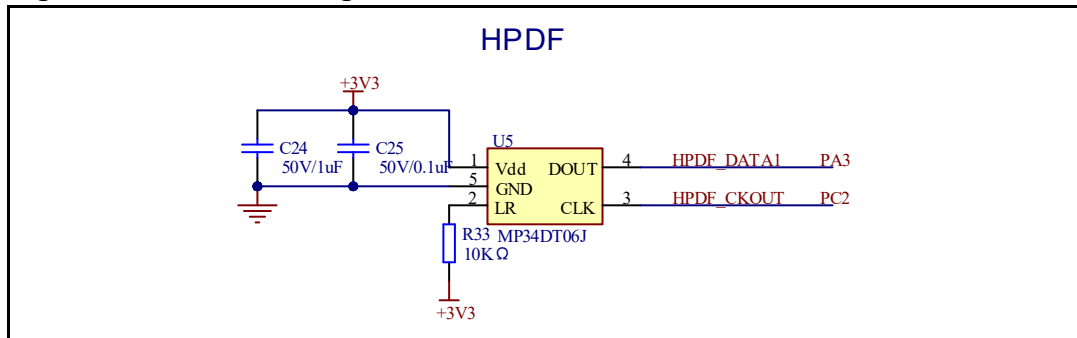 HPDF
+3V3
C24
50V/1uF
C25
50V/0.1uF
U5
1 Vdd DOUT 4 HPDF_DATA1 PA3
5 GND
2 LR CLK 3 HPDF_CKOUT PC2
MP34DT06J
R33
10KΩ
+3V3